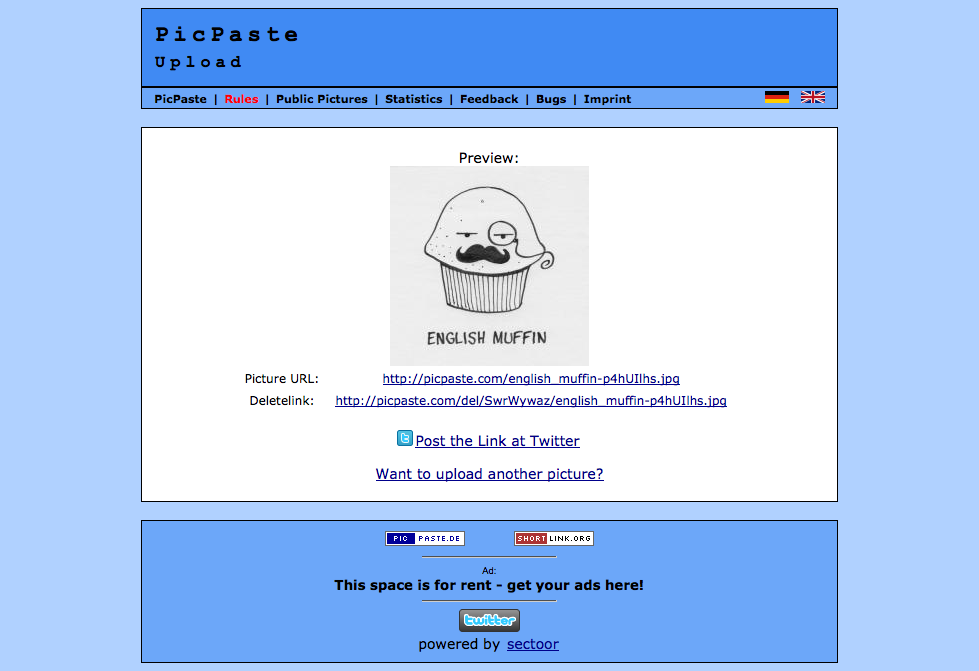 PicPaste
Upload
PicPaste | Rules | Public Pictures | Statistics | Feedback | Bugs | Imprint
Preview:
ENGLISH MUFFIN
Picture URL: http://picpaste.com/english_muffin-p4hUIlhs.jpg
Deletelink: http://picpaste.com/del/SwrWywaz/english_muffin-p4hUIlhs.jpg
t Post the Link at Twitter
Want to upload another picture?
PIC PASTE.DE SHORT LINK.ORG
Ad:
This space is for rent - get your ads here!
twitter
powered by sectoor